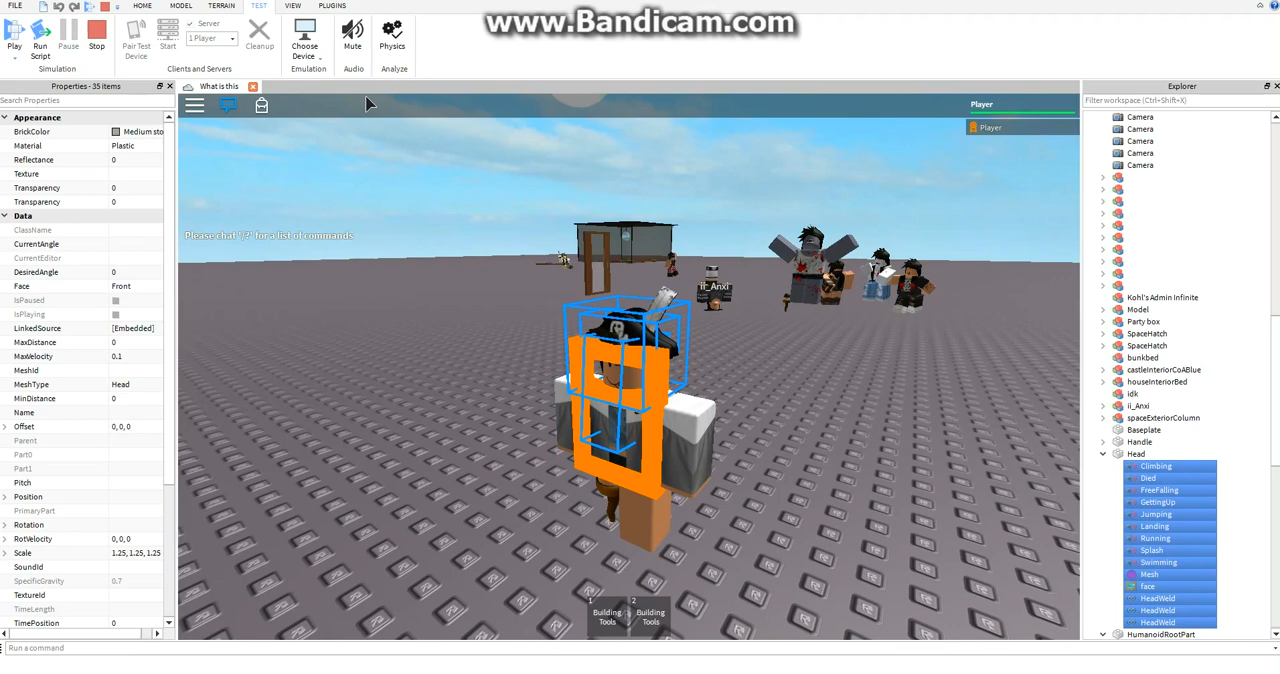 www.Bandicam.com
FILE HOME MODEL TERRAIN TEST VIEW PLUGINS
Play
Run Script
Pause
Stop
Simulation
Pair Test Device
Start
Server
1 Player
Cleanup
Clients and Servers
Choose Device
Emulation
Mute
Audio
Physics
Analyze
Properties - 35 items
Search Properties
Appearance
BrickColor Medium sto
Material Plastic
Reflectance 0
Texture
Transparency 0
Transparency 0
Data
ClassName
CurrentAngle
CurrentEditor
DesiredAngle 0
Face Front
IsPaused
IsPlaying
LinkedSource [Embedded]
MaxDistance 0
MaxVelocity 0.1
MeshId
MeshType Head
MinDistance 0
Name
Offset 0, 0, 0
Parent
Part0
Part1
Pitch
Position
PrimaryPart
Rotation
RotVelocity 0, 0, 0
Scale 1.25, 1.25, 1.25
SoundId
SpecificGravity 0.7
TextureId
TimeLength
TimePosition 0
What is this
Player
Player
Please chat '/?' for a list of commands
ii_Anxi
1 Building Tools
2 Building Tools
Explorer
Filter workspace (Ctrl+Shift+X)
Camera
Camera
Camera
Camera
Camera
Kohl's Admin Infinite
Model
Party box
SpaceHatch
SpaceHatch
bunkbed
castleInteriorCoABlue
houseInteriorBed
idk
ii_Anxi
spaceExteriorColumn
Baseplate
Handle
Head
Climbing
Died
FreeFalling
GettingUp
Jumping
Landing
Running
Splash
Swimming
Mesh
face
HeadWeld
HeadWeld
HeadWeld
HumanoidRootPart
Run a command